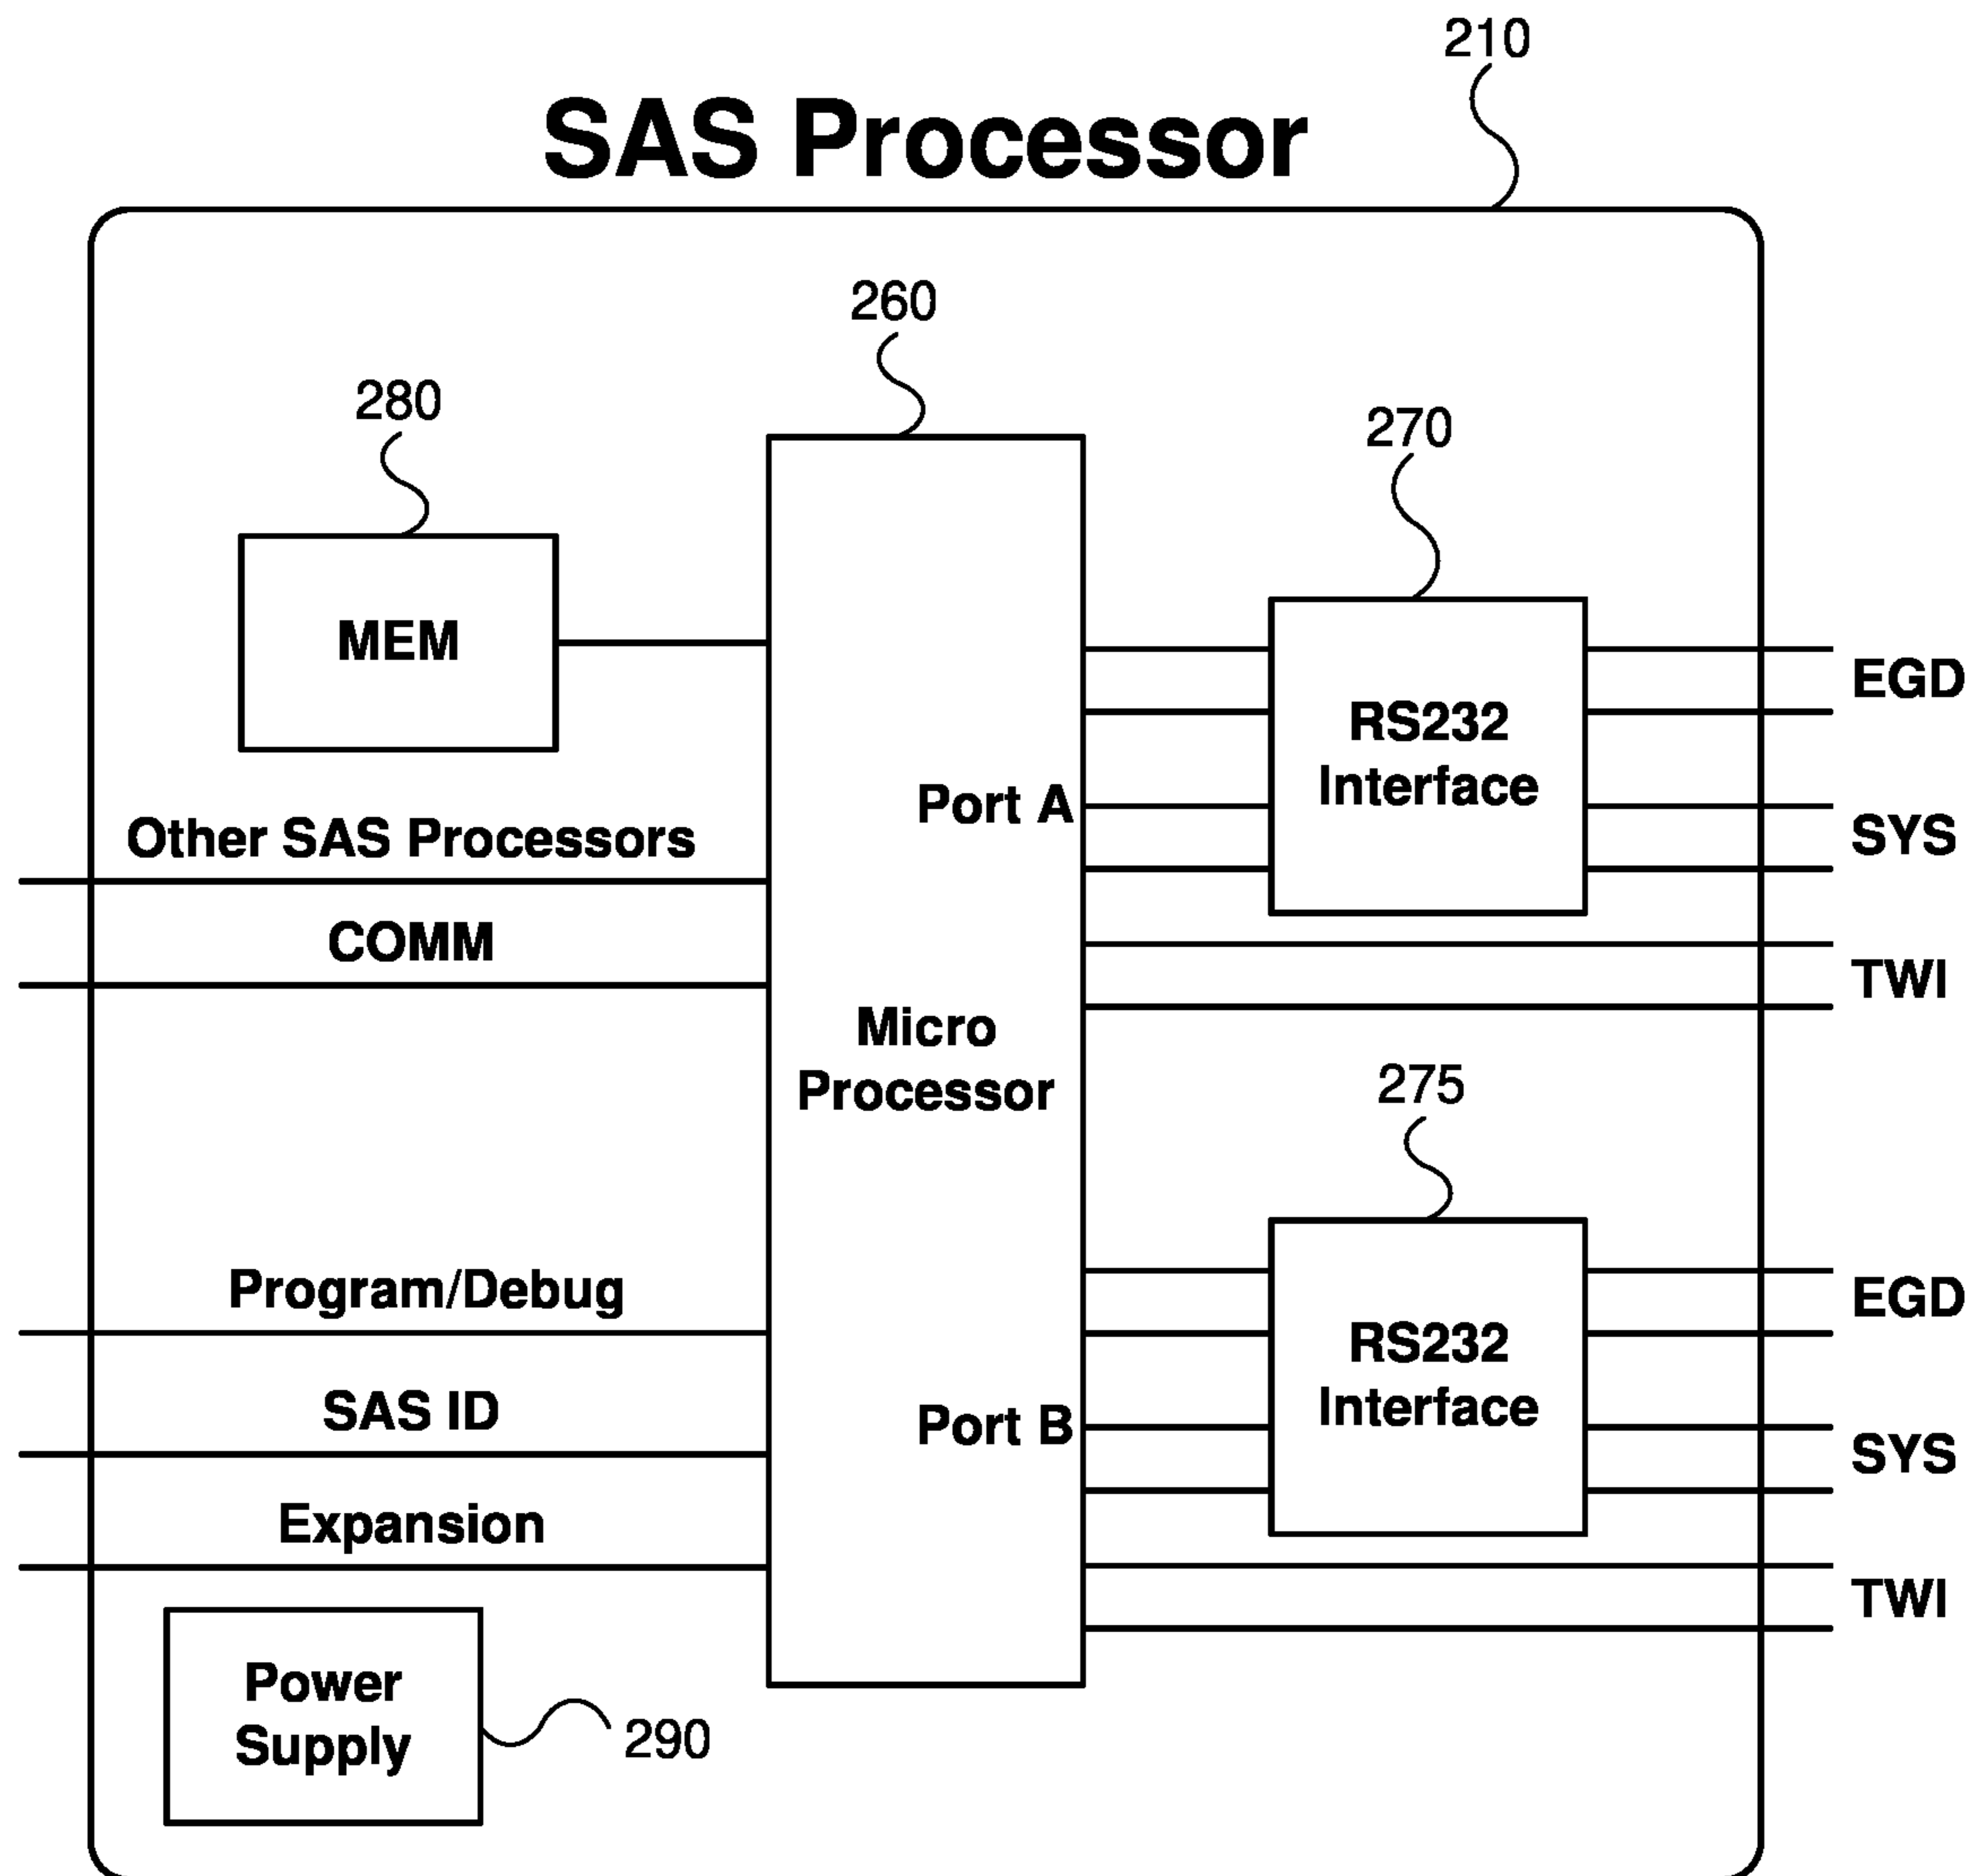 210
SAS Processor
260
280
270
MEM
EGD
RS232
Interface
Port A
Other SAS Processors
SYS
COMM
TWI
Micro
Processor
275
Program/Debug
EGD
RS232
Interface
SAS ID
Port B
SYS
Expansion
TWI
Power
Supply
290